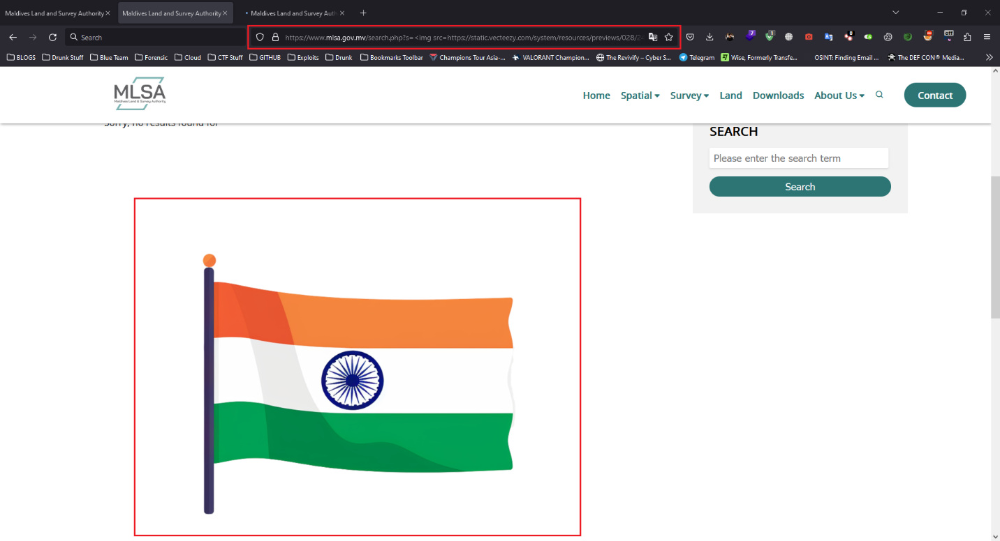 Maldives Land and Survey Authority
Maldives Land and Survey Authority
Maldives Land and Survey Auth
Search
https://www.mlsa.gov.mv/search.php?s=<img src=https://static.vecteezy.com/system/resources/previews/028/2
7
1
8
off
BLOGS
Drunk Stuff
Blue Team
Forensic
Cloud
CTF Stuff
GITHUB
Exploits
Drunk
Bookmarks Toolbar
Champions Tour Asia-...
VALORANT Champion...
The Revivify – Cyber S...
Telegram
Wise, Formerly Transfe...
OSINT: Finding Email ...
The DEF CON® Media...
MLSA
Maldives Land & Survey Authority
Home
Spatial
Survey
Land
Downloads
About Us
Contact
Sorry, no results found for
SEARCH
Please enter the search term
Search